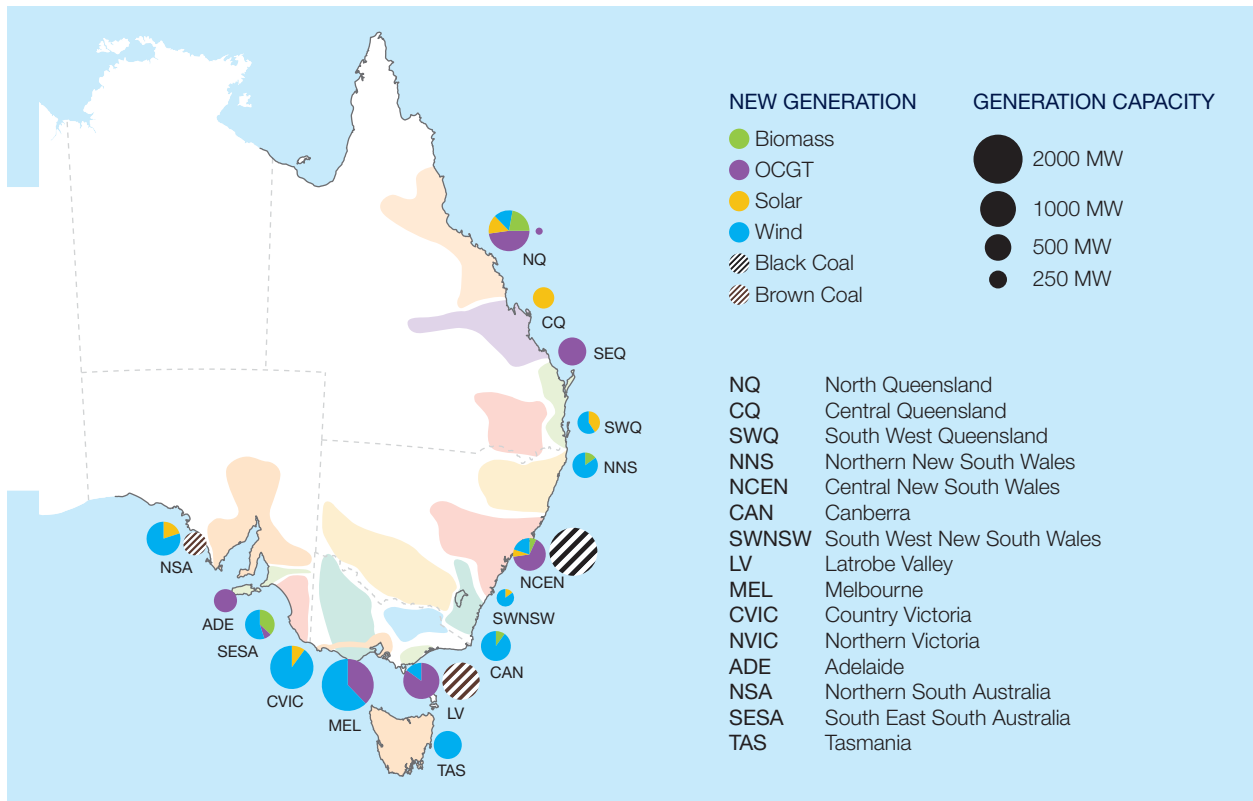 NEW GENERATION
Biomass
OCGT
Solar
Wind
Black Coal
Brown Coal
GENERATION CAPACITY
2000 MW
1000 MW
500 MW
250 MW
NQ
CQ
SEQ
SWQ
NNS
NCEN
SWNSW
CAN
LV
TAS
MEL
CVIC
SESA
ADE
NSA
NQ North Queensland
CQ Central Queensland
SWQ South West Queensland
NNS Northern New South Wales
NCEN Central New South Wales
CAN Canberra
SWNSW South West New South Wales
LV Latrobe Valley
MEL Melbourne
CVIC Country Victoria
NVIC Northern Victoria
ADE Adelaide
NSA Northern South Australia
SESA South East South Australia
TAS Tasmania